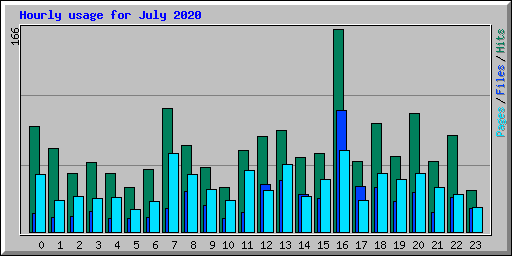 Hourly usage for July 2020
166
Pages / Files / Hits
0 1 2 3 4 5 6 7 8 9 10 11 12 13 14 15 16 17 18 19 20 21 22 23